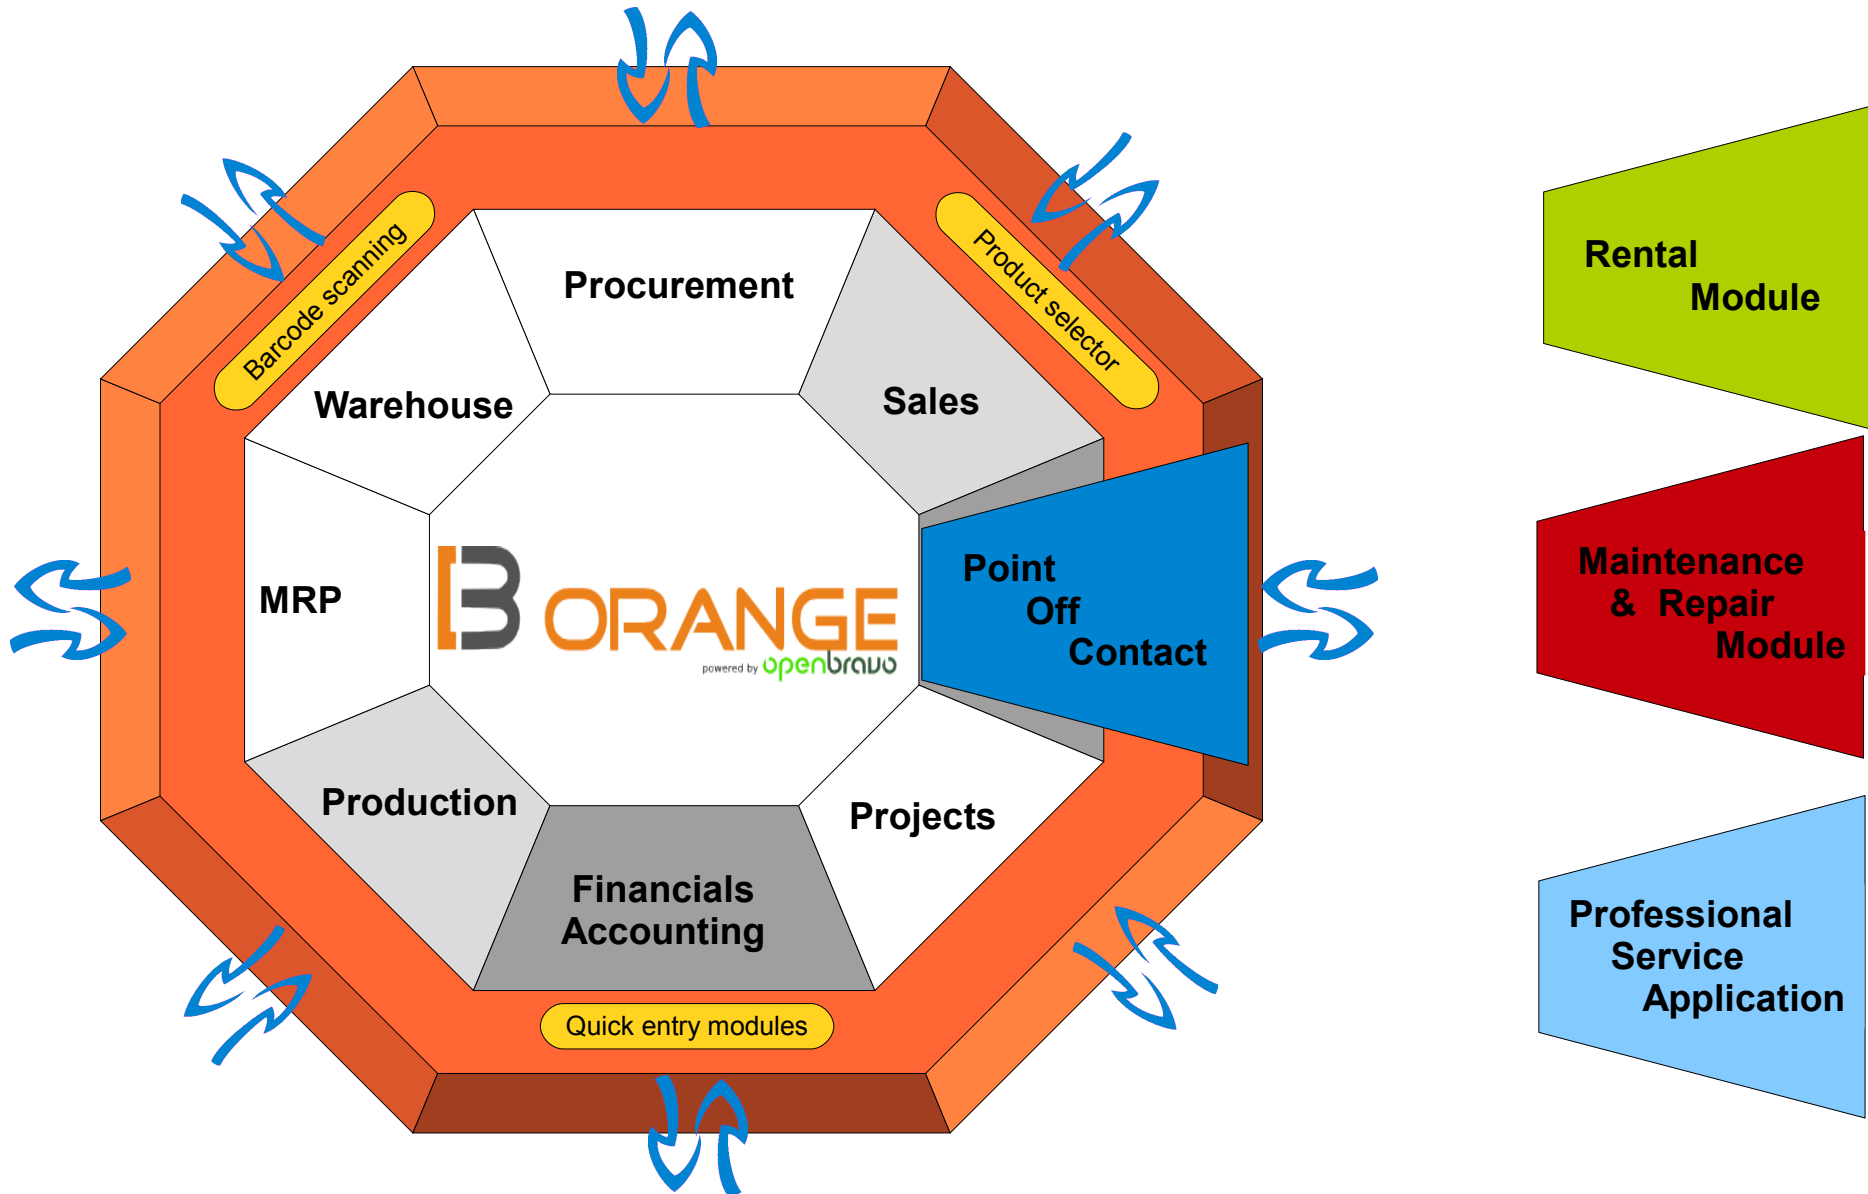 Barcode scanning
Product selector
Procurement
Warehouse
Sales
MRP
B ORANGE
powered by openbravo
Point
Off
Contact
Production
Projects
Financials
Accounting
Quick entry modules
Rental
Module
Maintenance
& Repair
Module
Professional
Service
Application